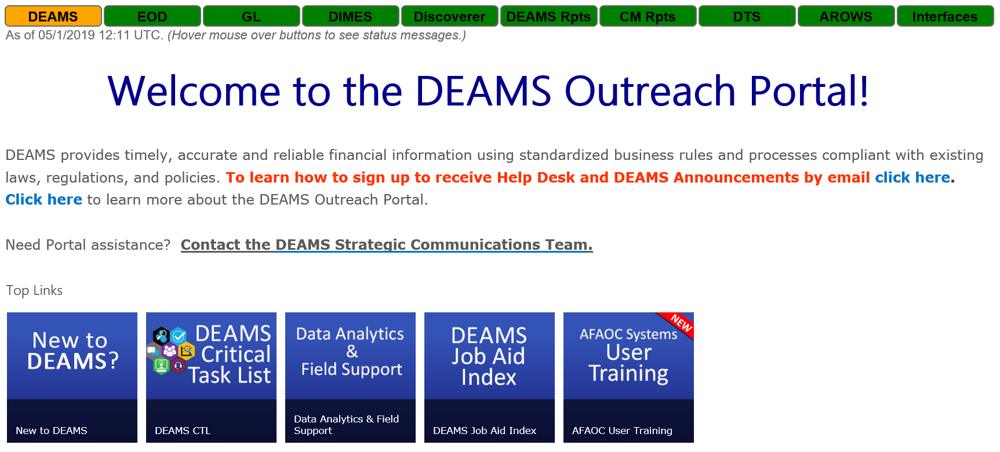 DEAMS EOD GL DIMES Discoverer DEAMS Rpts CM Rpts DTS AROWS Interfaces
As of 05/1/2019 12:11 UTC. (Hover mouse over buttons to see status messages.)
Welcome to the DEAMS Outreach Portal!
DEAMS provides timely, accurate and reliable financial information using standardized business rules and processes compliant with existing
laws, regulations, and policies. To learn how to sign up to receive Help Desk and DEAMS Announcements by email click here.
Click here to learn more about the DEAMS Outreach Portal.
Need Portal assistance? Contact the DEAMS Strategic Communications Team.
Top Links
New to
DEAMS?
New to DEAMS
DEAMS
Critical
Task List
DEAMS CTL
Data Analytics
&
Field Support
Data Analytics & Field
Support
DEAMS
Job Aid
Index
DEAMS Job Aid Index
NEW
AFAOC Systems
User
Training
AFAOC User Training